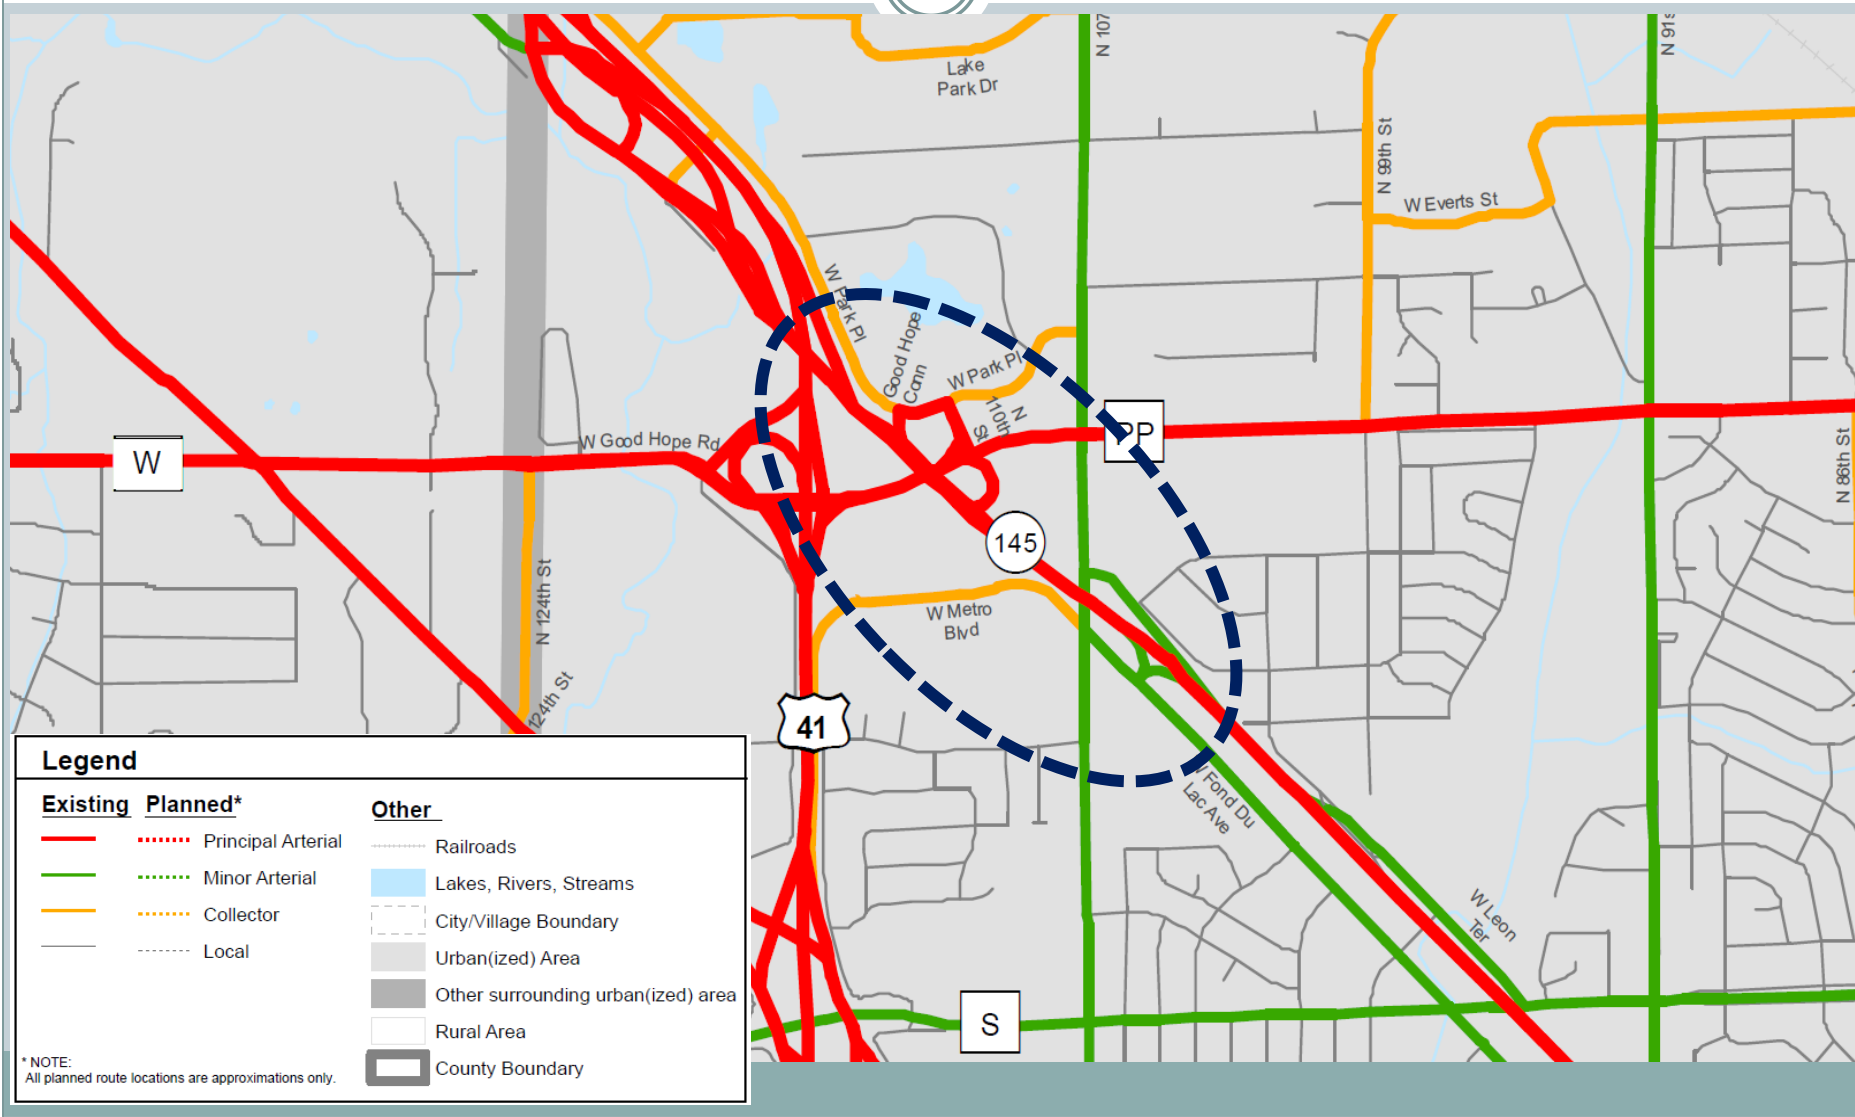 N 107
N 91s
Lake
Park Dr
N 99th St
W Everts St
W Park Pl
Good Hope
Conn
W Park Pl
N
110th
St
W Good Hope Rd
W
PP
N 86th St
145
N 124th St
W Metro
Blvd
124th St
41
W Fond Du
Lac Ave
W Leon
Ter
S
Legend
Existing
Planned*
Other
Principal Arterial
Minor Arterial
Collector
Local
Railroads
Lakes, Rivers, Streams
City/Village Boundary
Urban(ized) Area
Other surrounding urban(ized) area
Rural Area
County Boundary
* NOTE:
All planned route locations are approximations only.